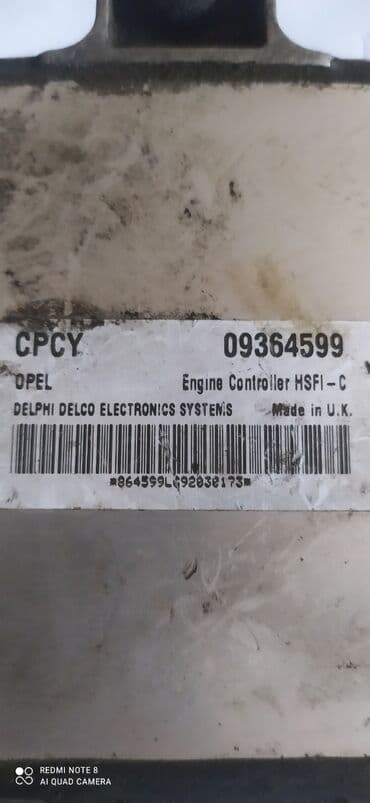 CPCY 09364599
OPEL Engine Controller HSFI-C
DELPHI DELCO ELECTRONICS SYSTEMS Made in U.K.
*864599LG92030173*
REDMI NOTE 8
AI QUAD CAMERA